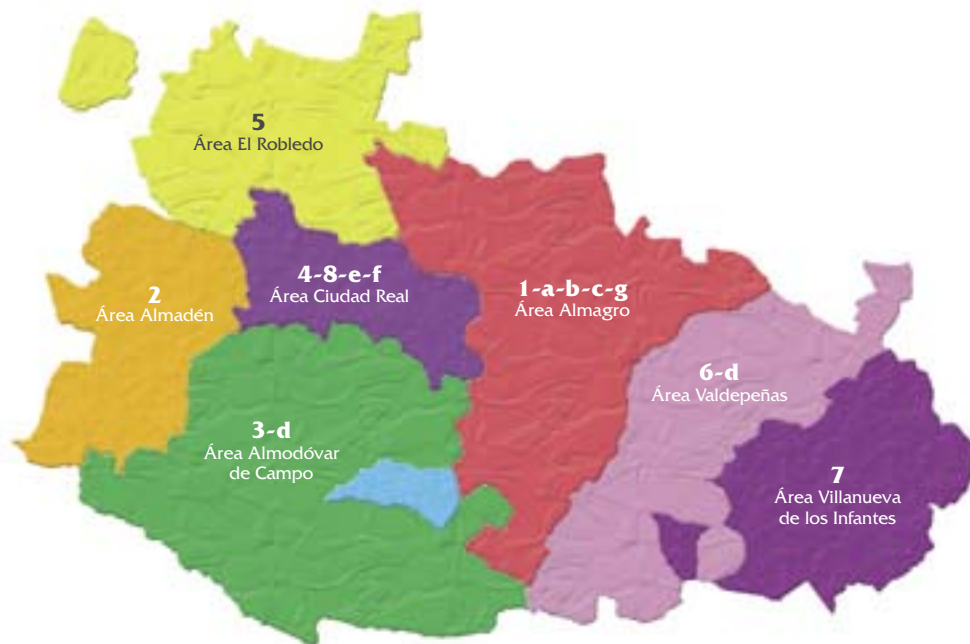 5
Área El Robledo
4-8-e-f
Área Ciudad Real
2
Área Almadén
1-a-b-c-g
Área Almagro
6-d
Área Valdepeñas
3-d
Área Almodóvar
de Campo
7
Área Villanueva
de los Infantes